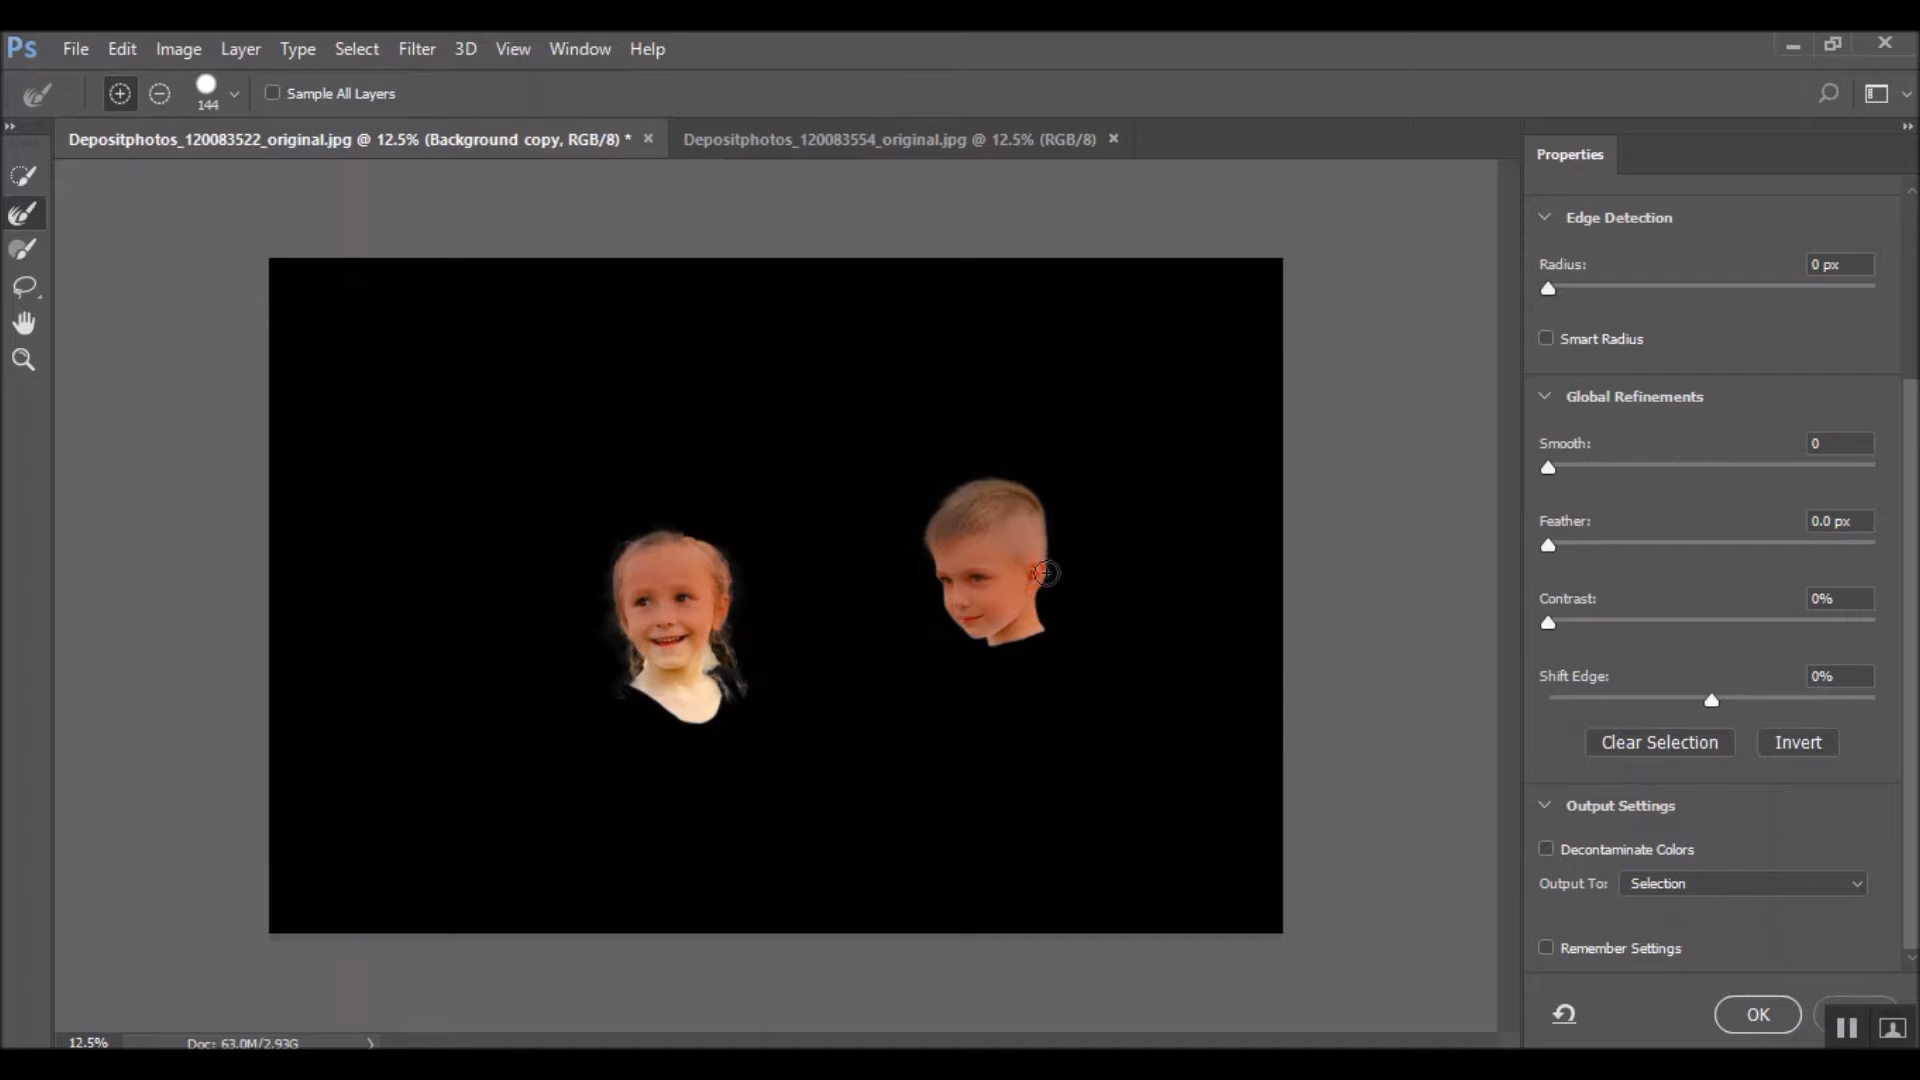 Ps File Edit Image Layer Type Select Filter 3D View Window Help
144 Sample All Layers
Depositphotos_120083522_original.jpg @ 12.5% (Background copy, RGB/8) * Depositphotos_120083554_original.jpg @ 12.5% (RGB/8)
Properties
Edge Detection
Radius: 0 px
Smart Radius
Global Refinements
Smooth: 0
Feather: 0.0 px
Contrast: 0%
Shift Edge: 0%
Clear Selection Invert
Output Settings
Decontaminate Colors
Output To: Selection
Remember Settings
OK
12.5% Doc: 63.0M/2.93G